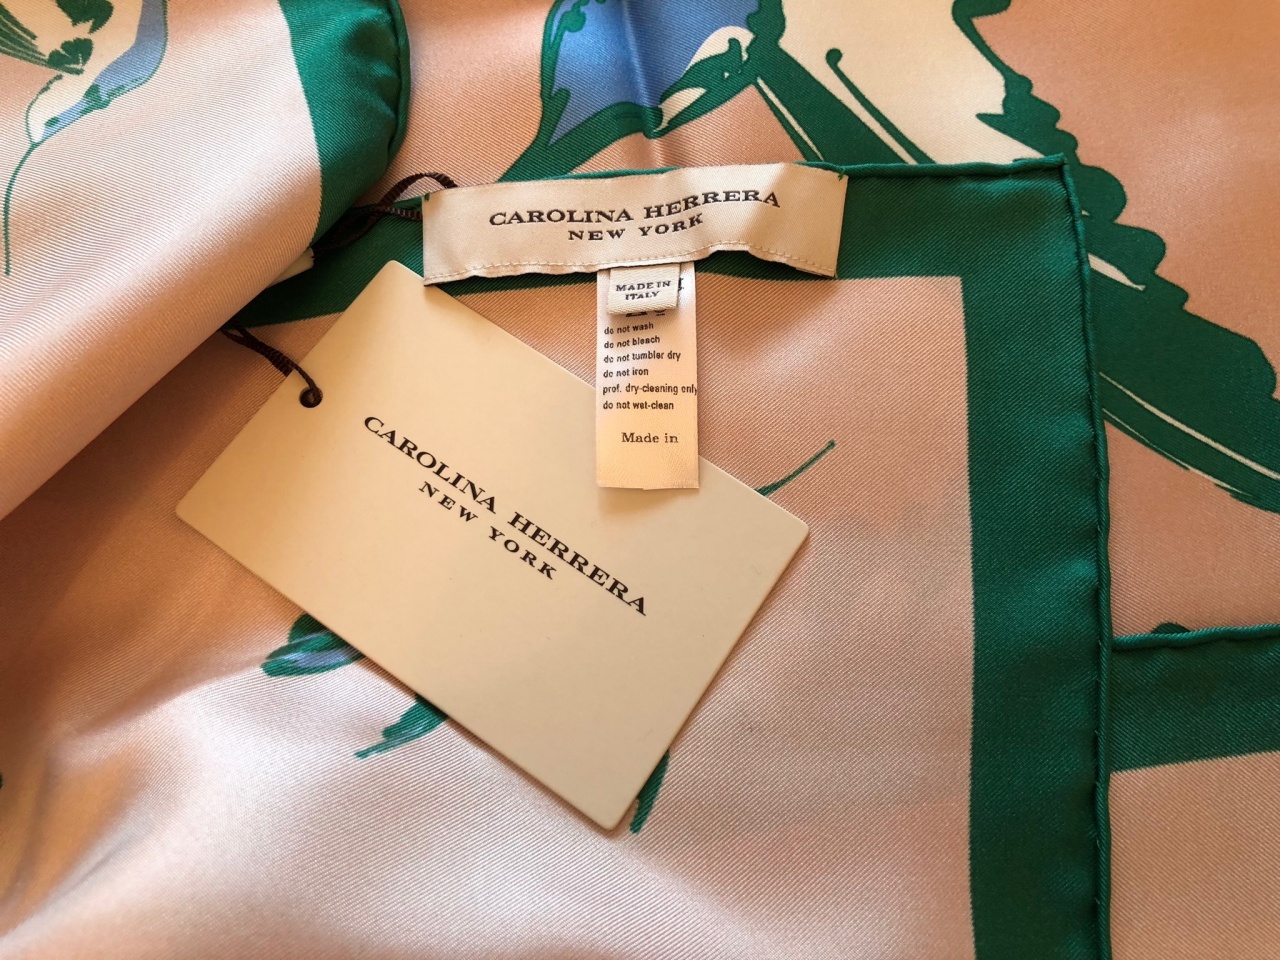 CAROLINA HERRERA
NEW YORK
MADE IN
ITALY
do not wash
do not bleach
do not tumbler dry
do not iron
prof. dry-cleaning only
do not wet-clean
Made in
CAROLINA HERRERA
NEW YORK